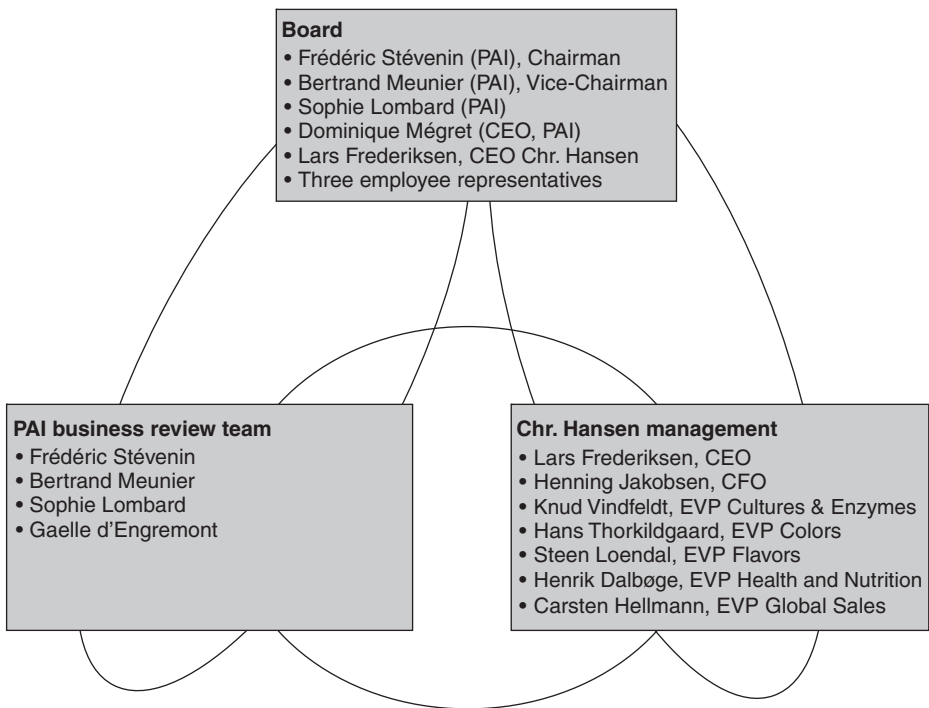 Board
• Frédéric Stévenin (PAI), Chairman
• Bertrand Meunier (PAI), Vice-Chairman
• Sophie Lombard (PAI)
• Dominique Mégret (CEO, PAI)
• Lars Frederiksen, CEO Chr. Hansen
• Three employee representatives
PAI business review team
• Frédéric Stévenin
• Bertrand Meunier
• Sophie Lombard
• Gaelle d'Engremont
Chr. Hansen management
• Lars Frederiksen, CEO
• Henning Jakobsen, CFO
• Knud Vindfeldt, EVP Cultures & Enzymes
• Hans Thorkildgaard, EVP Colors
• Steen Loendal, EVP Flavors
• Henrik Dalbøge, EVP Health and Nutrition
• Carsten Hellmann, EVP Global Sales